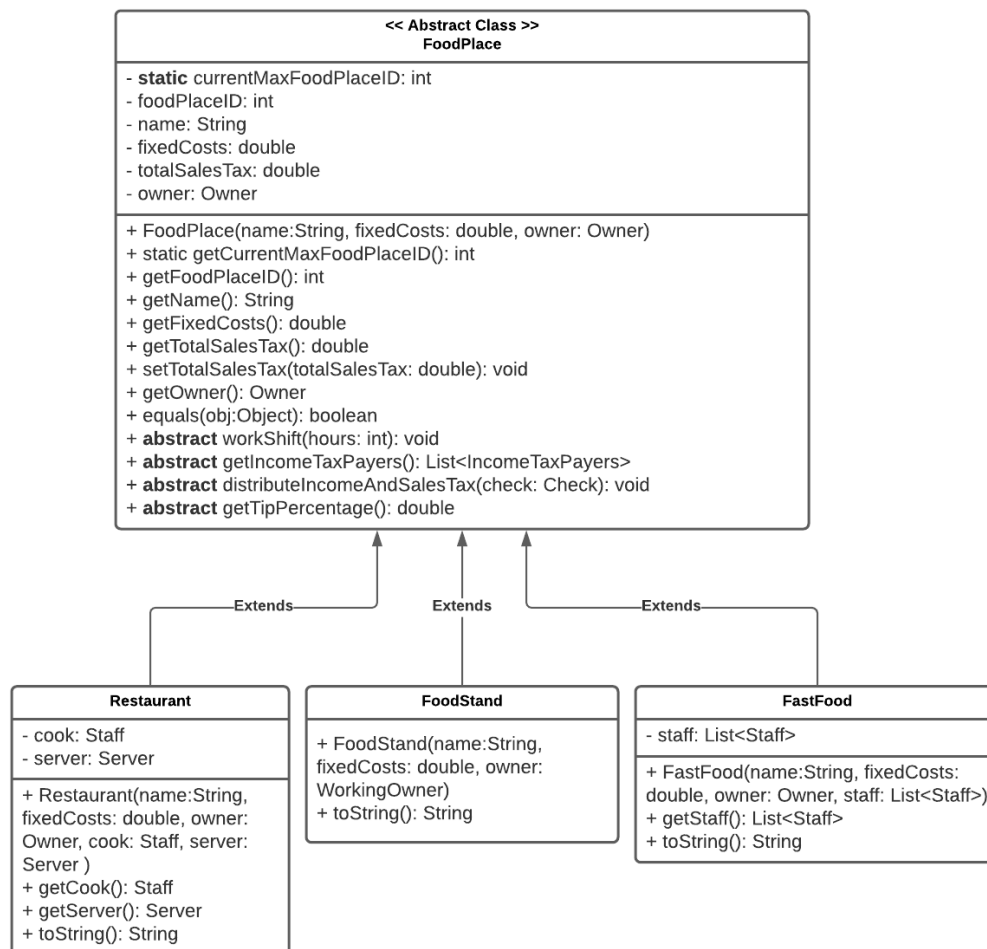 << Abstract Class >>
FoodPlace
- static currentMaxFoodPlaceID: int
- foodPlaceID: int
- name: String
- fixedCosts: double
- totalSalesTax: double
- owner: Owner
+ FoodPlace(name:String, fixedCosts: double, owner: Owner)
+ static getCurrentMaxFoodPlaceID(): int
+ getFoodPlaceID(): int
+ getName(): String
+ getFixedCosts(): double
+ getTotalSalesTax(): double
+ setTotalSalesTax(totalSalesTax: double): void
+ getOwner(): Owner
+ equals(obj:Object): boolean
+ abstract workShift(hours: int): void
+ abstract getIncomeTaxPayers(): List<IncomeTaxPayers>
+ abstract distributeIncomeAndSalesTax(check: Check): void
+ abstract getTipPercentage(): double
Extends
Extends
Extends
Restaurant
- cook: Staff
- server: Server
+ Restaurant(name:String,
fixedCosts: double, owner:
Owner, cook: Staff, server:
Server )
+ getCook(): Staff
+ getServer(): Server
+ toString(): String
FoodStand
+ FoodStand(name:String,
fixedCosts: double, owner:
WorkingOwner)
+ toString(): String
FastFood
- staff: List<Staff>
+ FastFood(name:String, fixedCosts:
double, owner: Owner, staff: List<Staff>)
+ getStaff(): List<Staff>
+ toString(): String